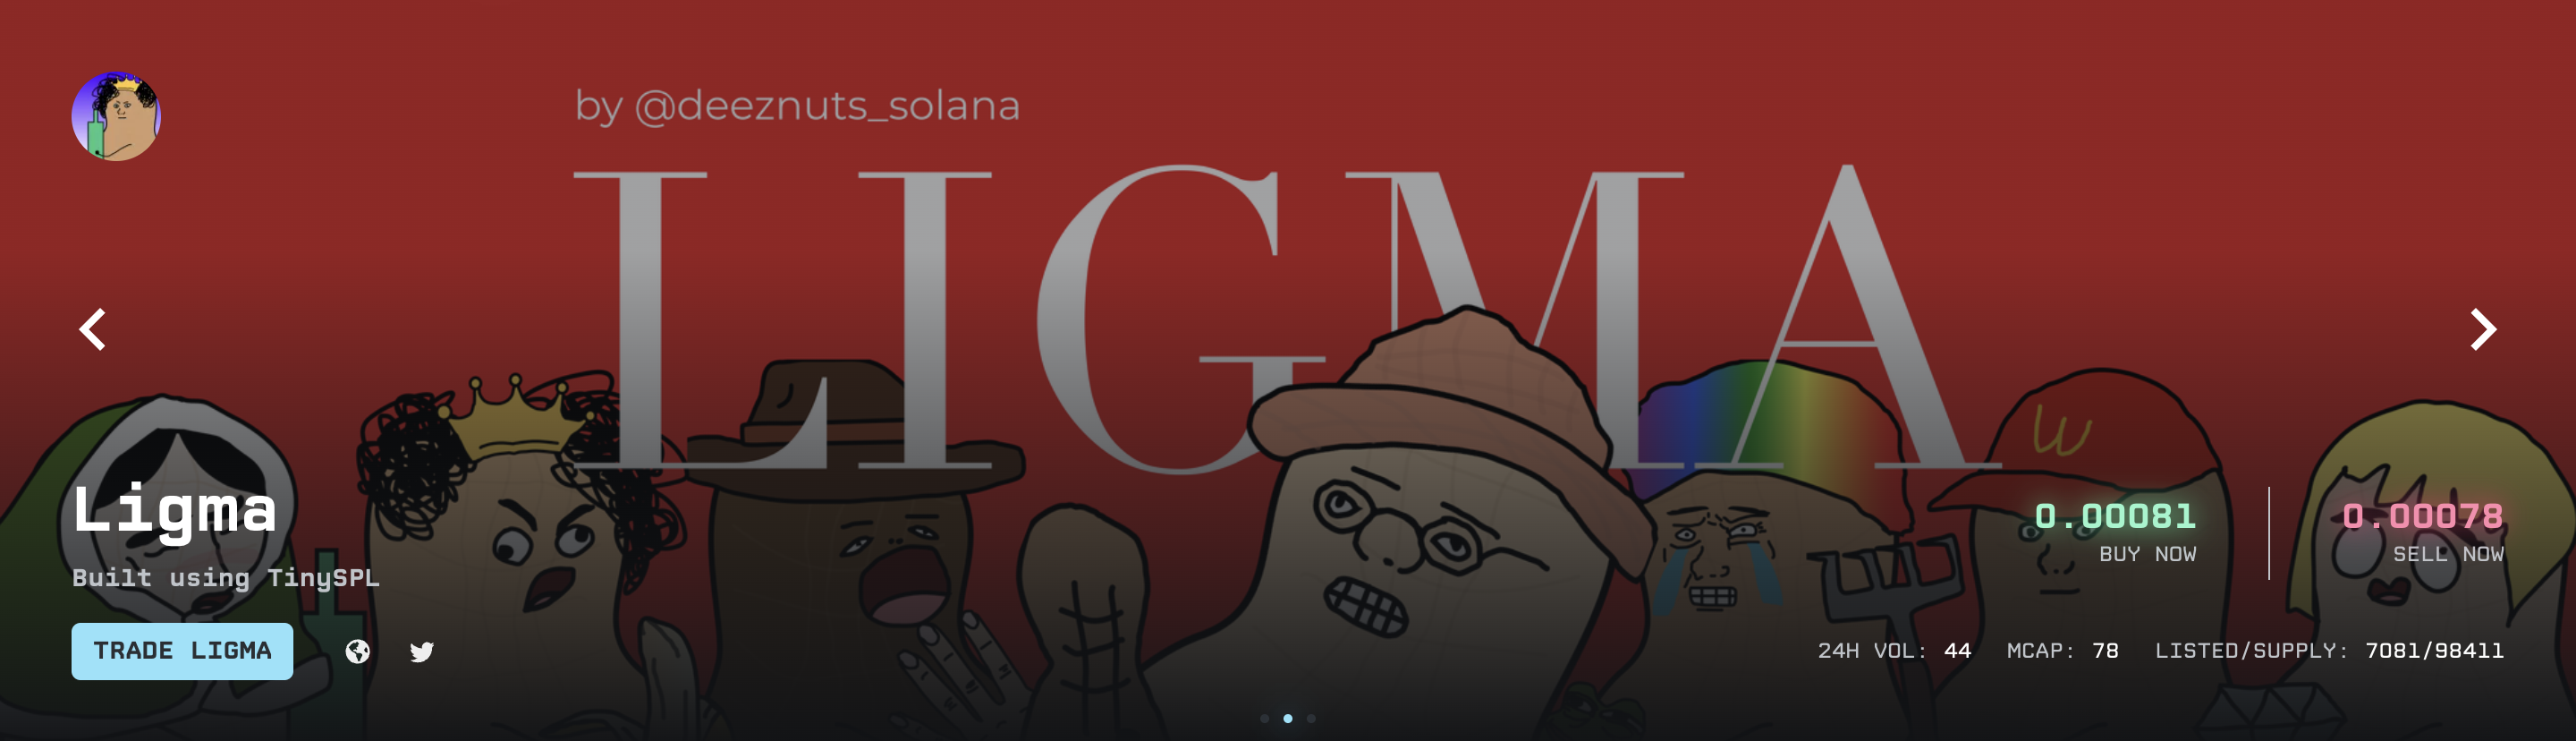 by @deeznuts_solana
LIGMA
W
Ligma
Built using TinySPL
TRADE LIGMA
0.00081
BUY NOW
0.00078
SELL NOW
24H VOL: 44 MCAP: 78 LISTED/SUPPLY: 7081/98411